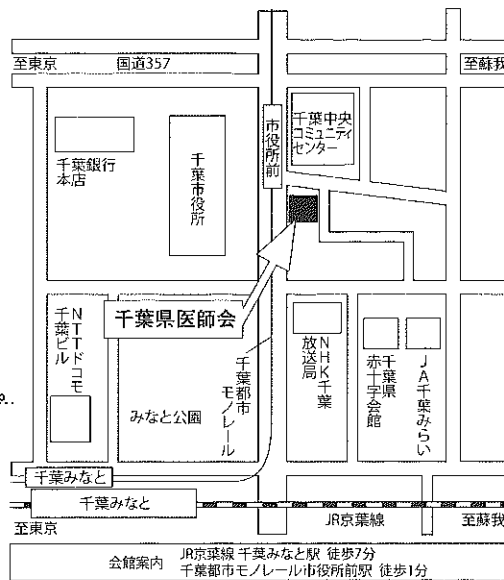 至東京
国道357
至蘇我
千葉銀行
本店
千葉市役所
市役所前
千葉中央
コミュニティ
センター
千葉県医師会
NTTドコモ
千葉ビル
みなと公園
千葉都市
モノレール
NHK千葉
放送局
千葉県
赤十字会館
JA千葉みらい
千葉みなと
千葉みなと
至東京
JR京葉線
至蘇我
会館案内
JR京葉線 千葉みなと駅 徒歩7分
千葉都市モノレール市役所前駅 徒歩1分